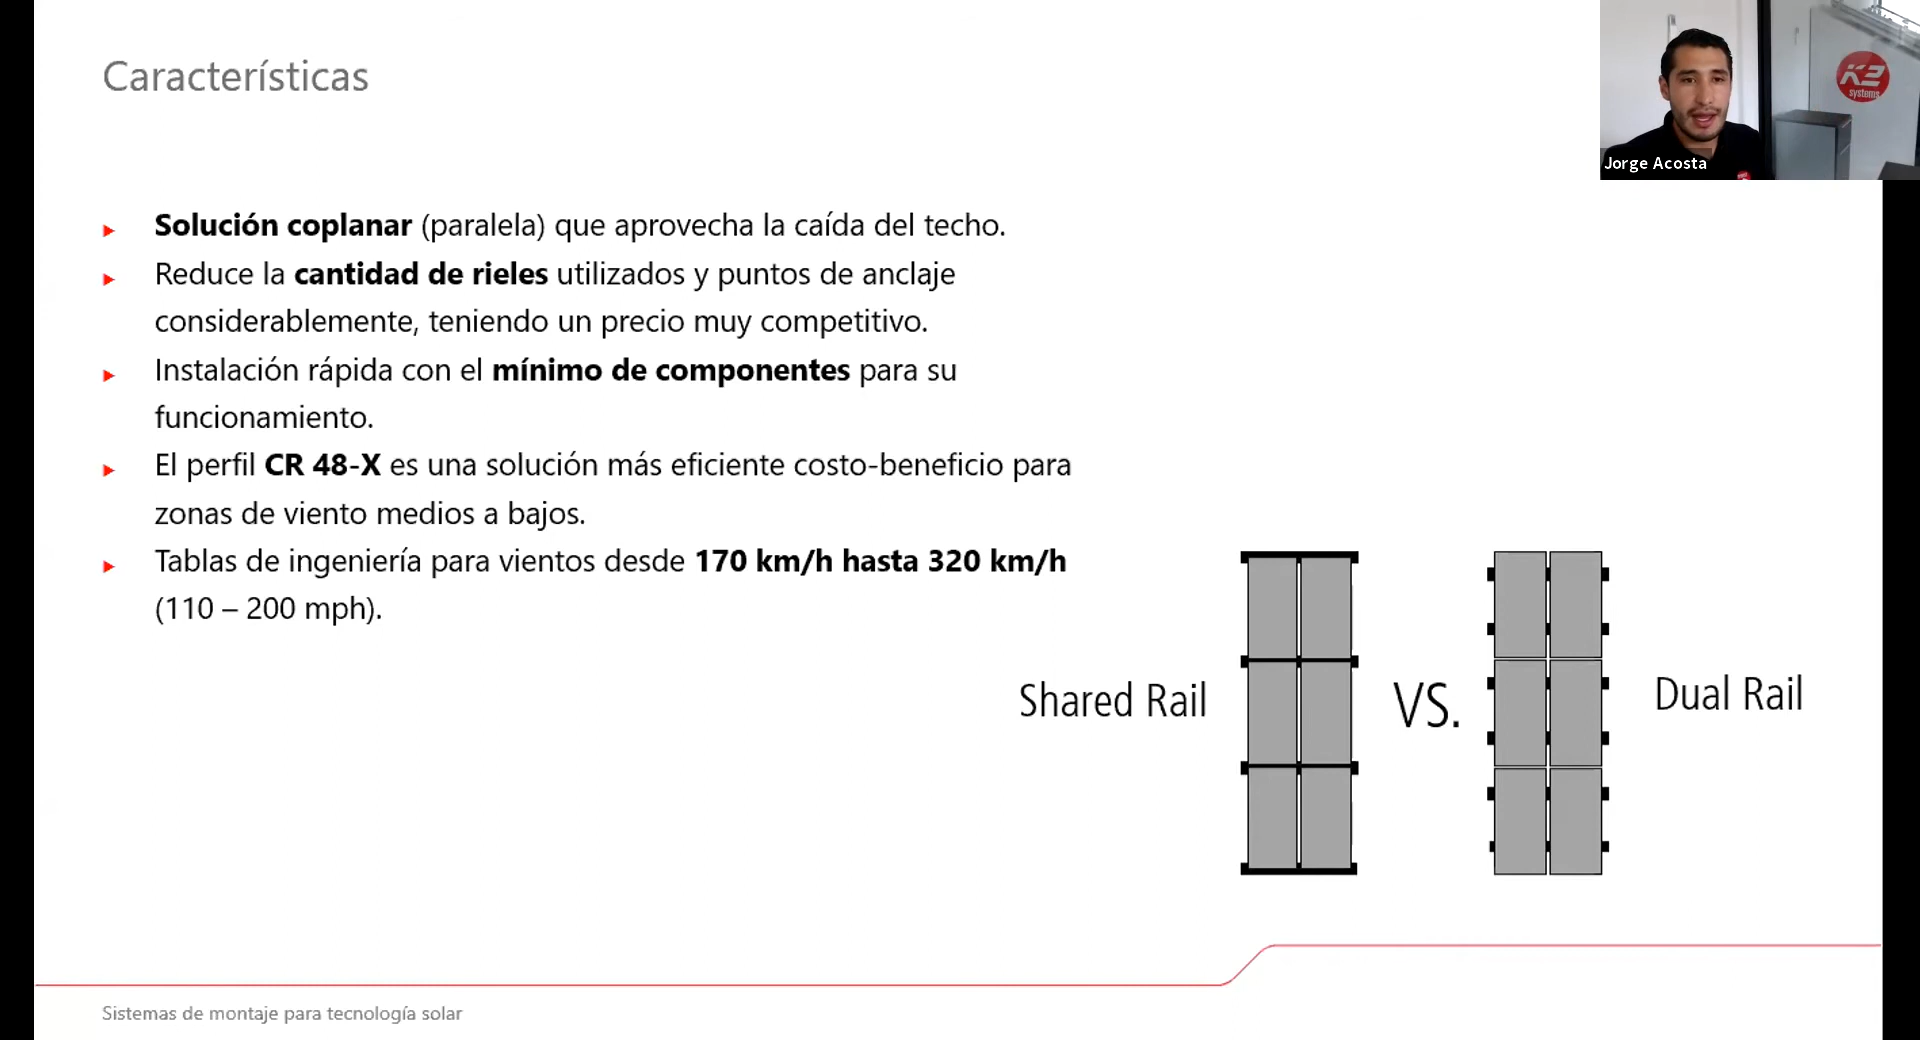 Características
K2
systems
Jorge Acosta
Solución coplanar (paralela) que aprovecha la caída del techo.
Reduce la cantidad de rieles utilizados y puntos de anclaje
considerablemente, teniendo un precio muy competitivo.
Instalación rápida con el mínimo de componentes para su
funcionamiento.
El perfil CR 48-X es una solución más eficiente costo-beneficio para
zonas de viento medios a bajos.
Tablas de ingeniería para vientos desde 170 km/h hasta 320 km/h
(110 – 200 mph).
Shared Rail
VS.
Dual Rail
Sistemas de montaje para tecnología solar